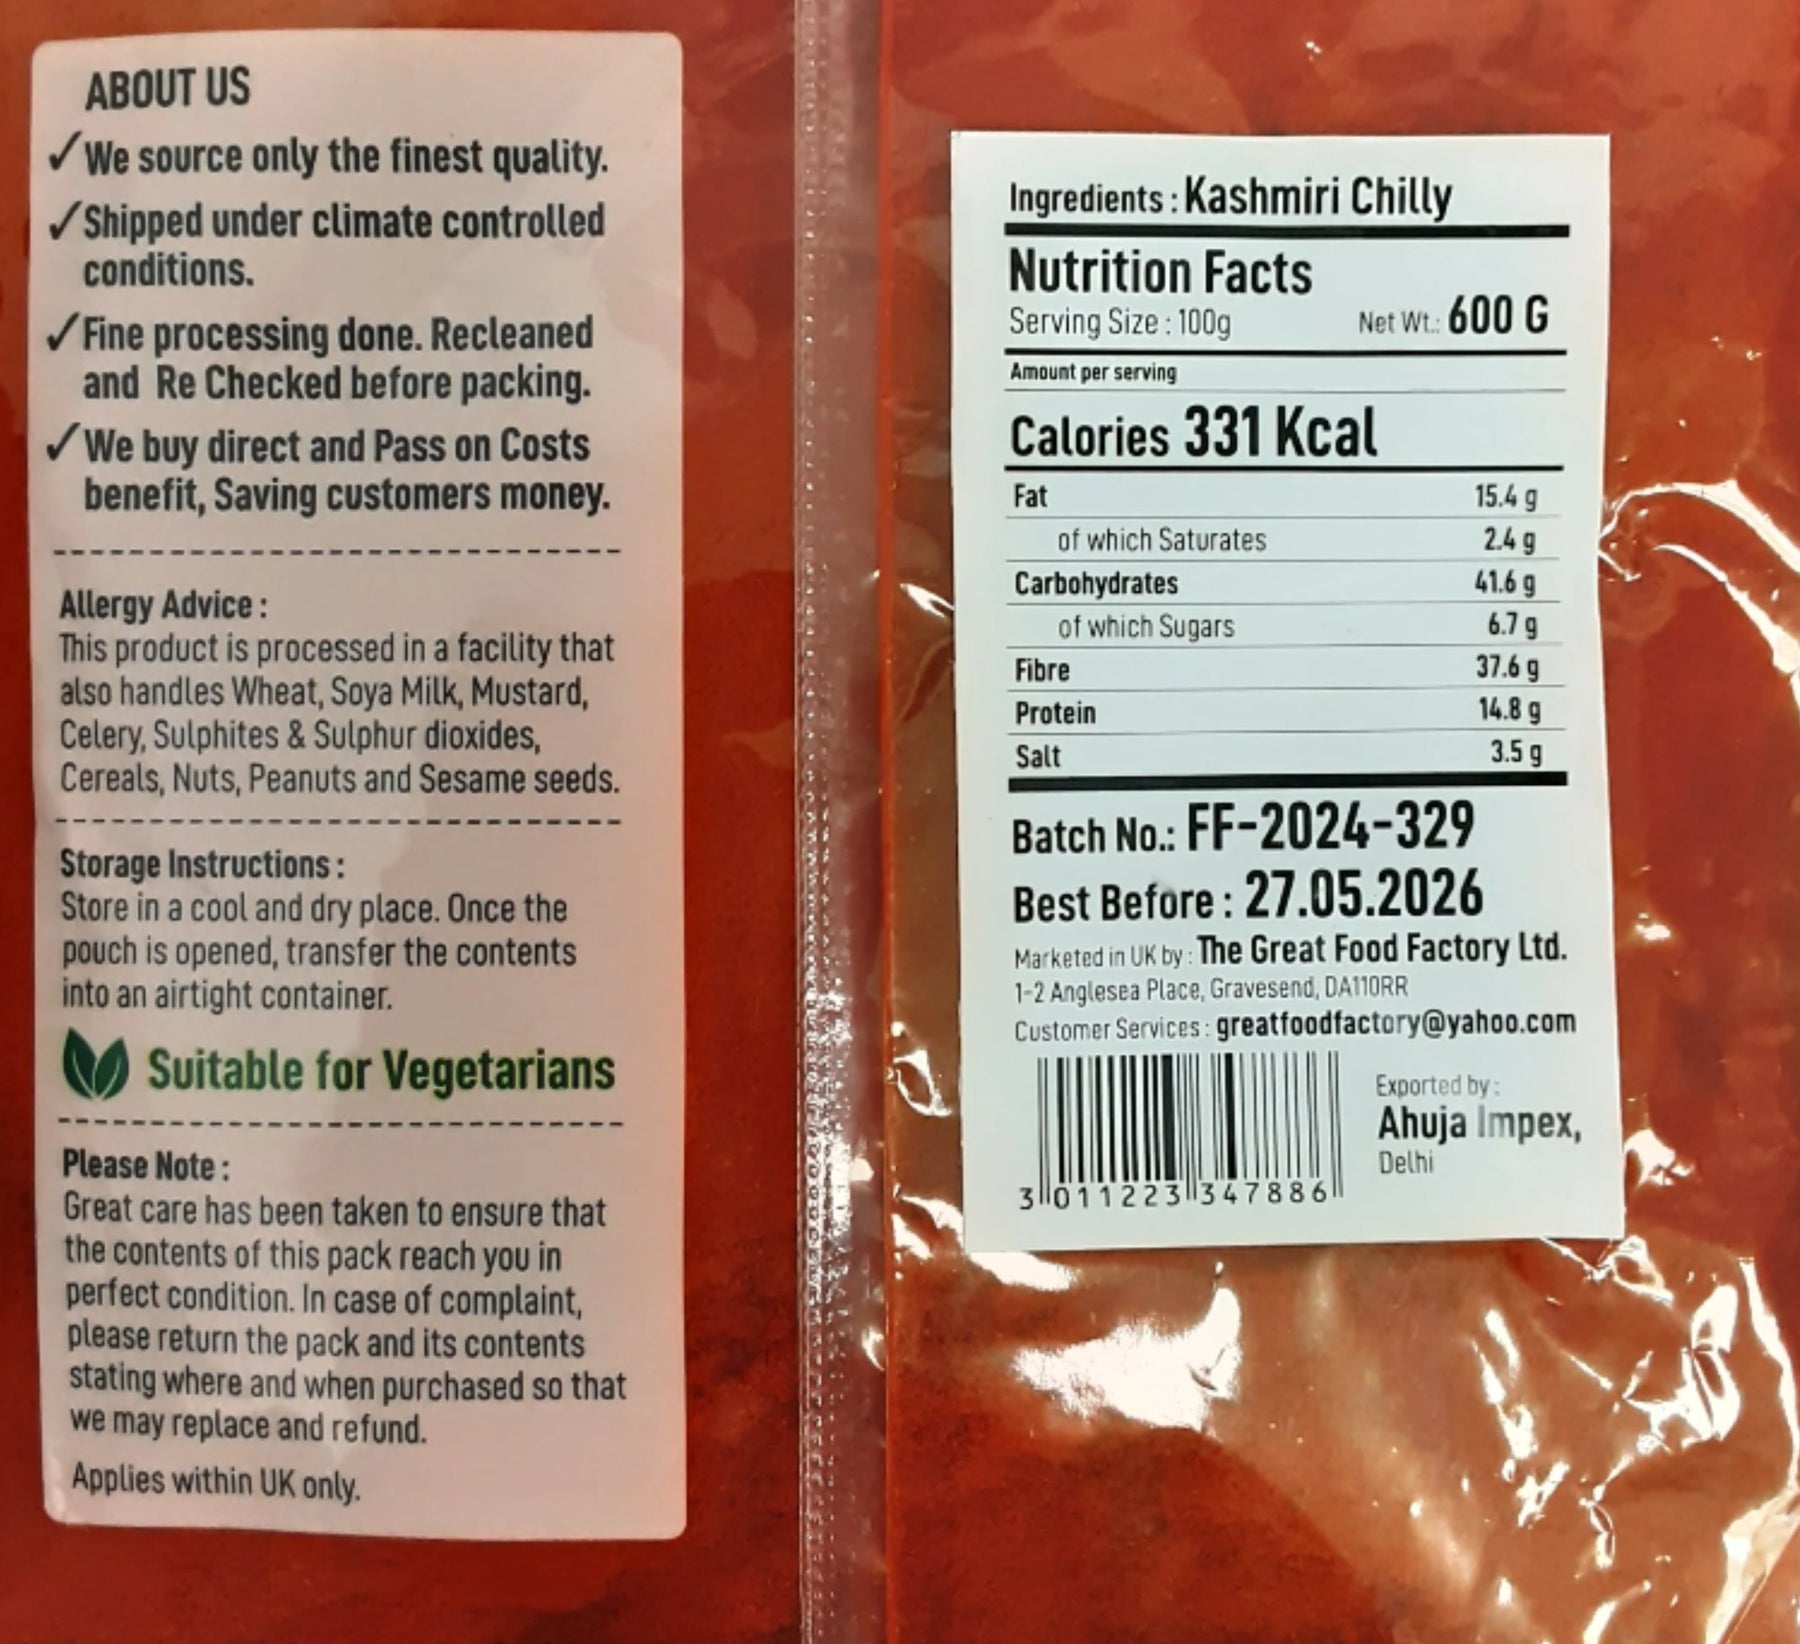 ABOUT US
✓We source only the finest quality.
✓Shipped under climate controlled
conditions.
✓Fine processing done. Recleaned
and Re Checked before packing.
✓We buy direct and Pass on Costs
benefit, Saving customers money.
Allergy Advice :
This product is processed in a facility that
also handles Wheat, Soya Milk, Mustard,
Celery, Sulphites & Sulphur dioxides,
Cereals, Nuts, Peanuts and Sesame seeds.
Storage Instructions :
Store in a cool and dry place. Once the
pouch is opened, transfer the contents
into an airtight container.
Suitable for Vegetarians
Please Note :
Great care has been taken to ensure that
the contents of this pack reach you in
perfect condition. In case of complaint,
please return the pack and its contents
stating where and when purchased so that
we may replace and refund.
Applies within UK only.
Ingredients : Kashmiri Chilly
Nutrition Facts
Serving Size : 100g Net Wt.: 600 G
Amount per serving
Calories 331 Kcal
Fat 15.4 g
of which Saturates 2.4 g
Carbohydrates 41.6 g
of which Sugars 6.7 g
Fibre 37.6 g
Protein 14.8 g
Salt 3.5 g
Batch No.: FF-2024-329
Best Before : 27.05.2026
Marketed in UK by : The Great Food Factory Ltd.
1-2 Anglesea Place, Gravesend, DA110RR
Customer Services : greatfoodfactory@yahoo.com
Exported by :
Ahuja Impex,
Delhi
3 011223 347886